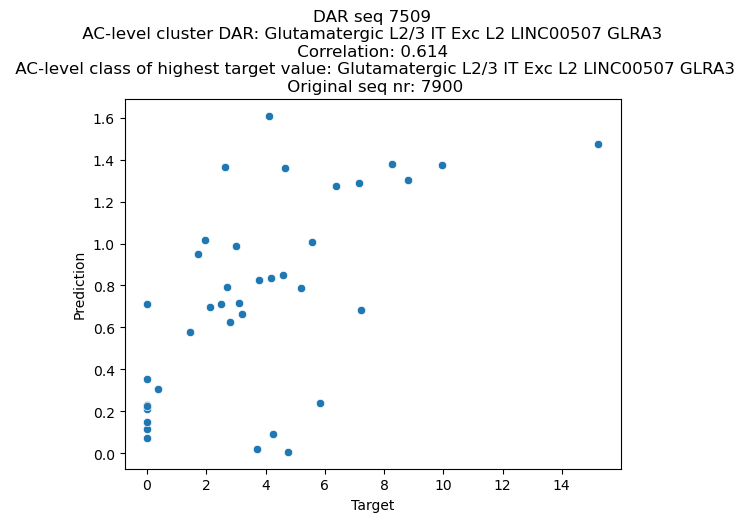 DAR seq 7509
AC-level cluster DAR: Glutamatergic L2/3 IT Exc L2 LINC00507 GLRA3
Correlation: 0.614
AC-level class of highest target value: Glutamatergic L2/3 IT Exc L2 LINC00507 GLRA3
Original seq nr: 7900
1.6
1.4
1.2
1.0
0.8
0.6
0.4
0.2
0.0
Prediction
0 2 4 6 8 10 12 14
Target